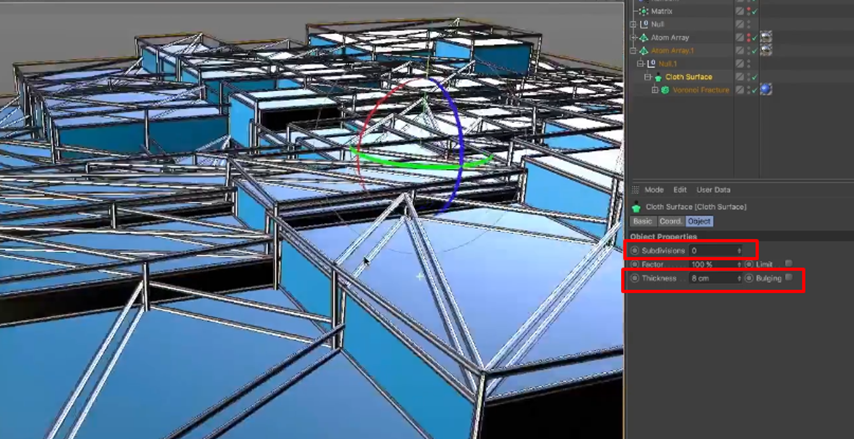 Matrix
Null
Atom Array
Atom Array.1
Null.1
Cloth Surface
Voronoi Fracture
Mode Edit User Data
Cloth Surface [Cloth Surface]
Basic Coord. Object
Object Properties
Subdivisions 0
Factor 100 % Limit
Thickness 8 cm Bulging